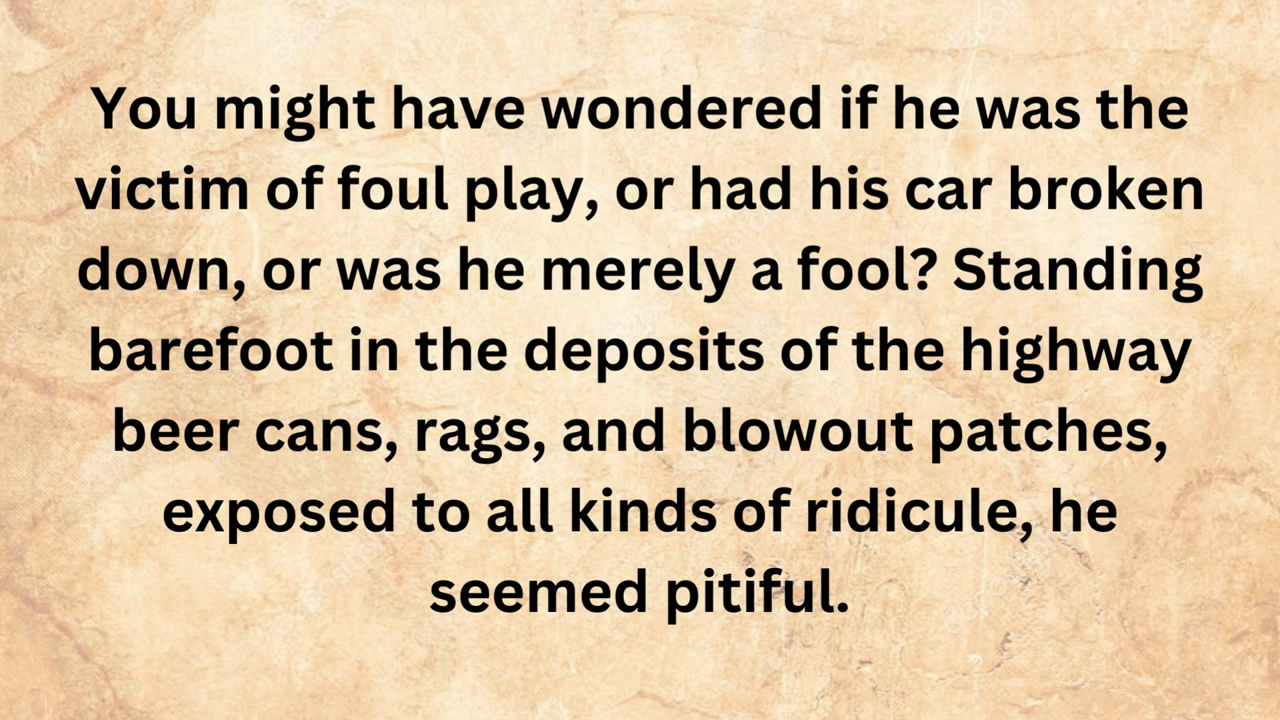 You might have wondered if he was the
victim of foul play, or had his car broken
down, or was he merely a fool? Standing
barefoot in the deposits of the highway
beer cans, rags, and blowout patches,
exposed to all kinds of ridicule, he
seemed pitiful.